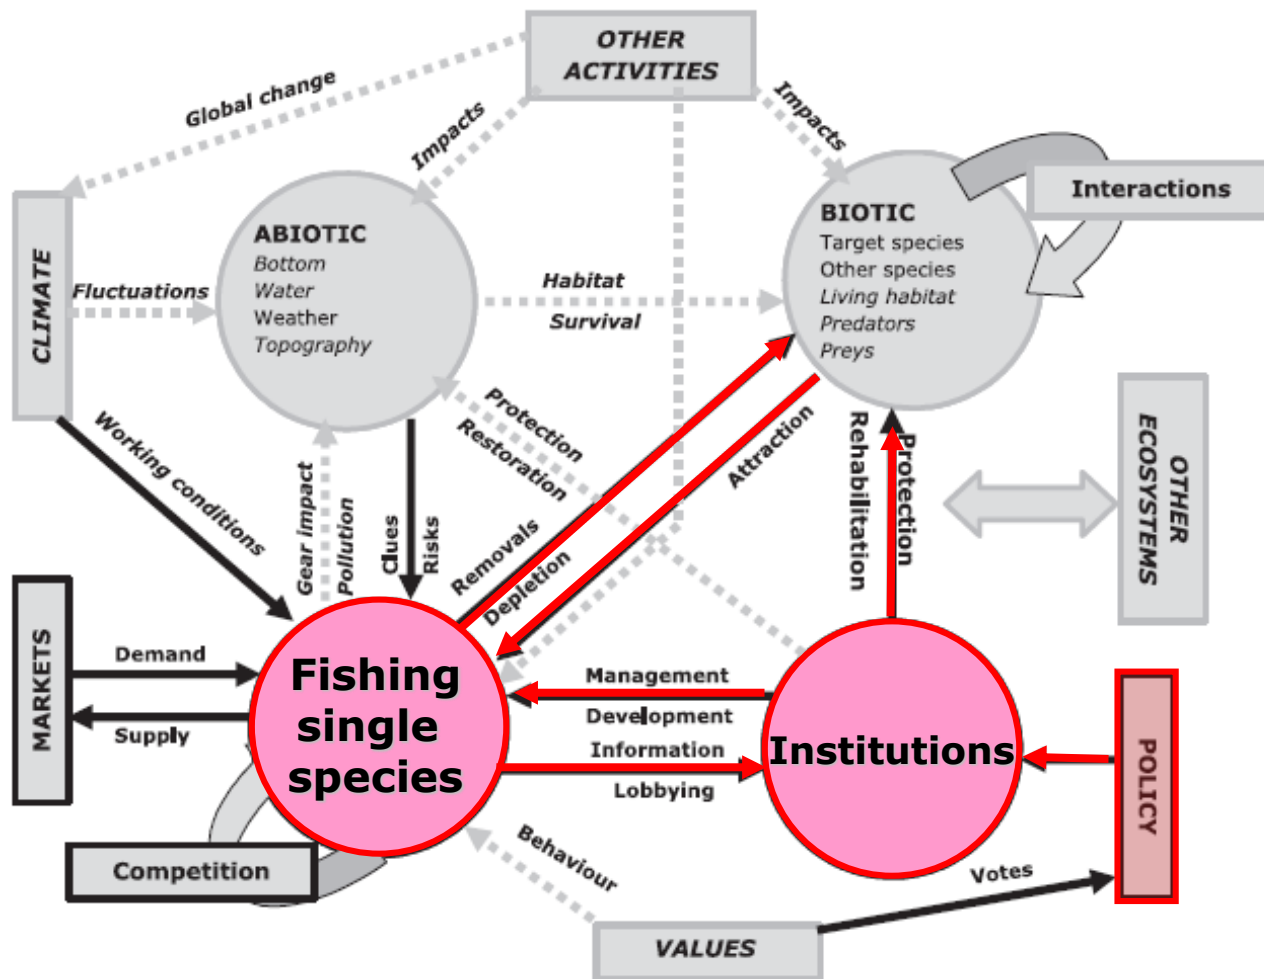 OTHER
ACTIVITIES
Global change
Impacts
Impacts
Interactions
BIOTIC
Target species
Other species
Living habitat
Predators
Preys
ABIOTIC
Bottom
Water
Weather
Topography
CLIMATE
Fluctuations
Habitat
Survival
Protection
Restoration
Attraction
Rehabilitation
Protection
OTHER
ECOSYSTEMS
Working conditions
Gear impact
Pollution
Clues
Risks
Removals
Depletion
MARKETS
Demand
Supply
Fishing
single
species
Management
Development
Information
Lobbying
Institutions
POLICY
Competition
Behaviour
Votes
VALUES